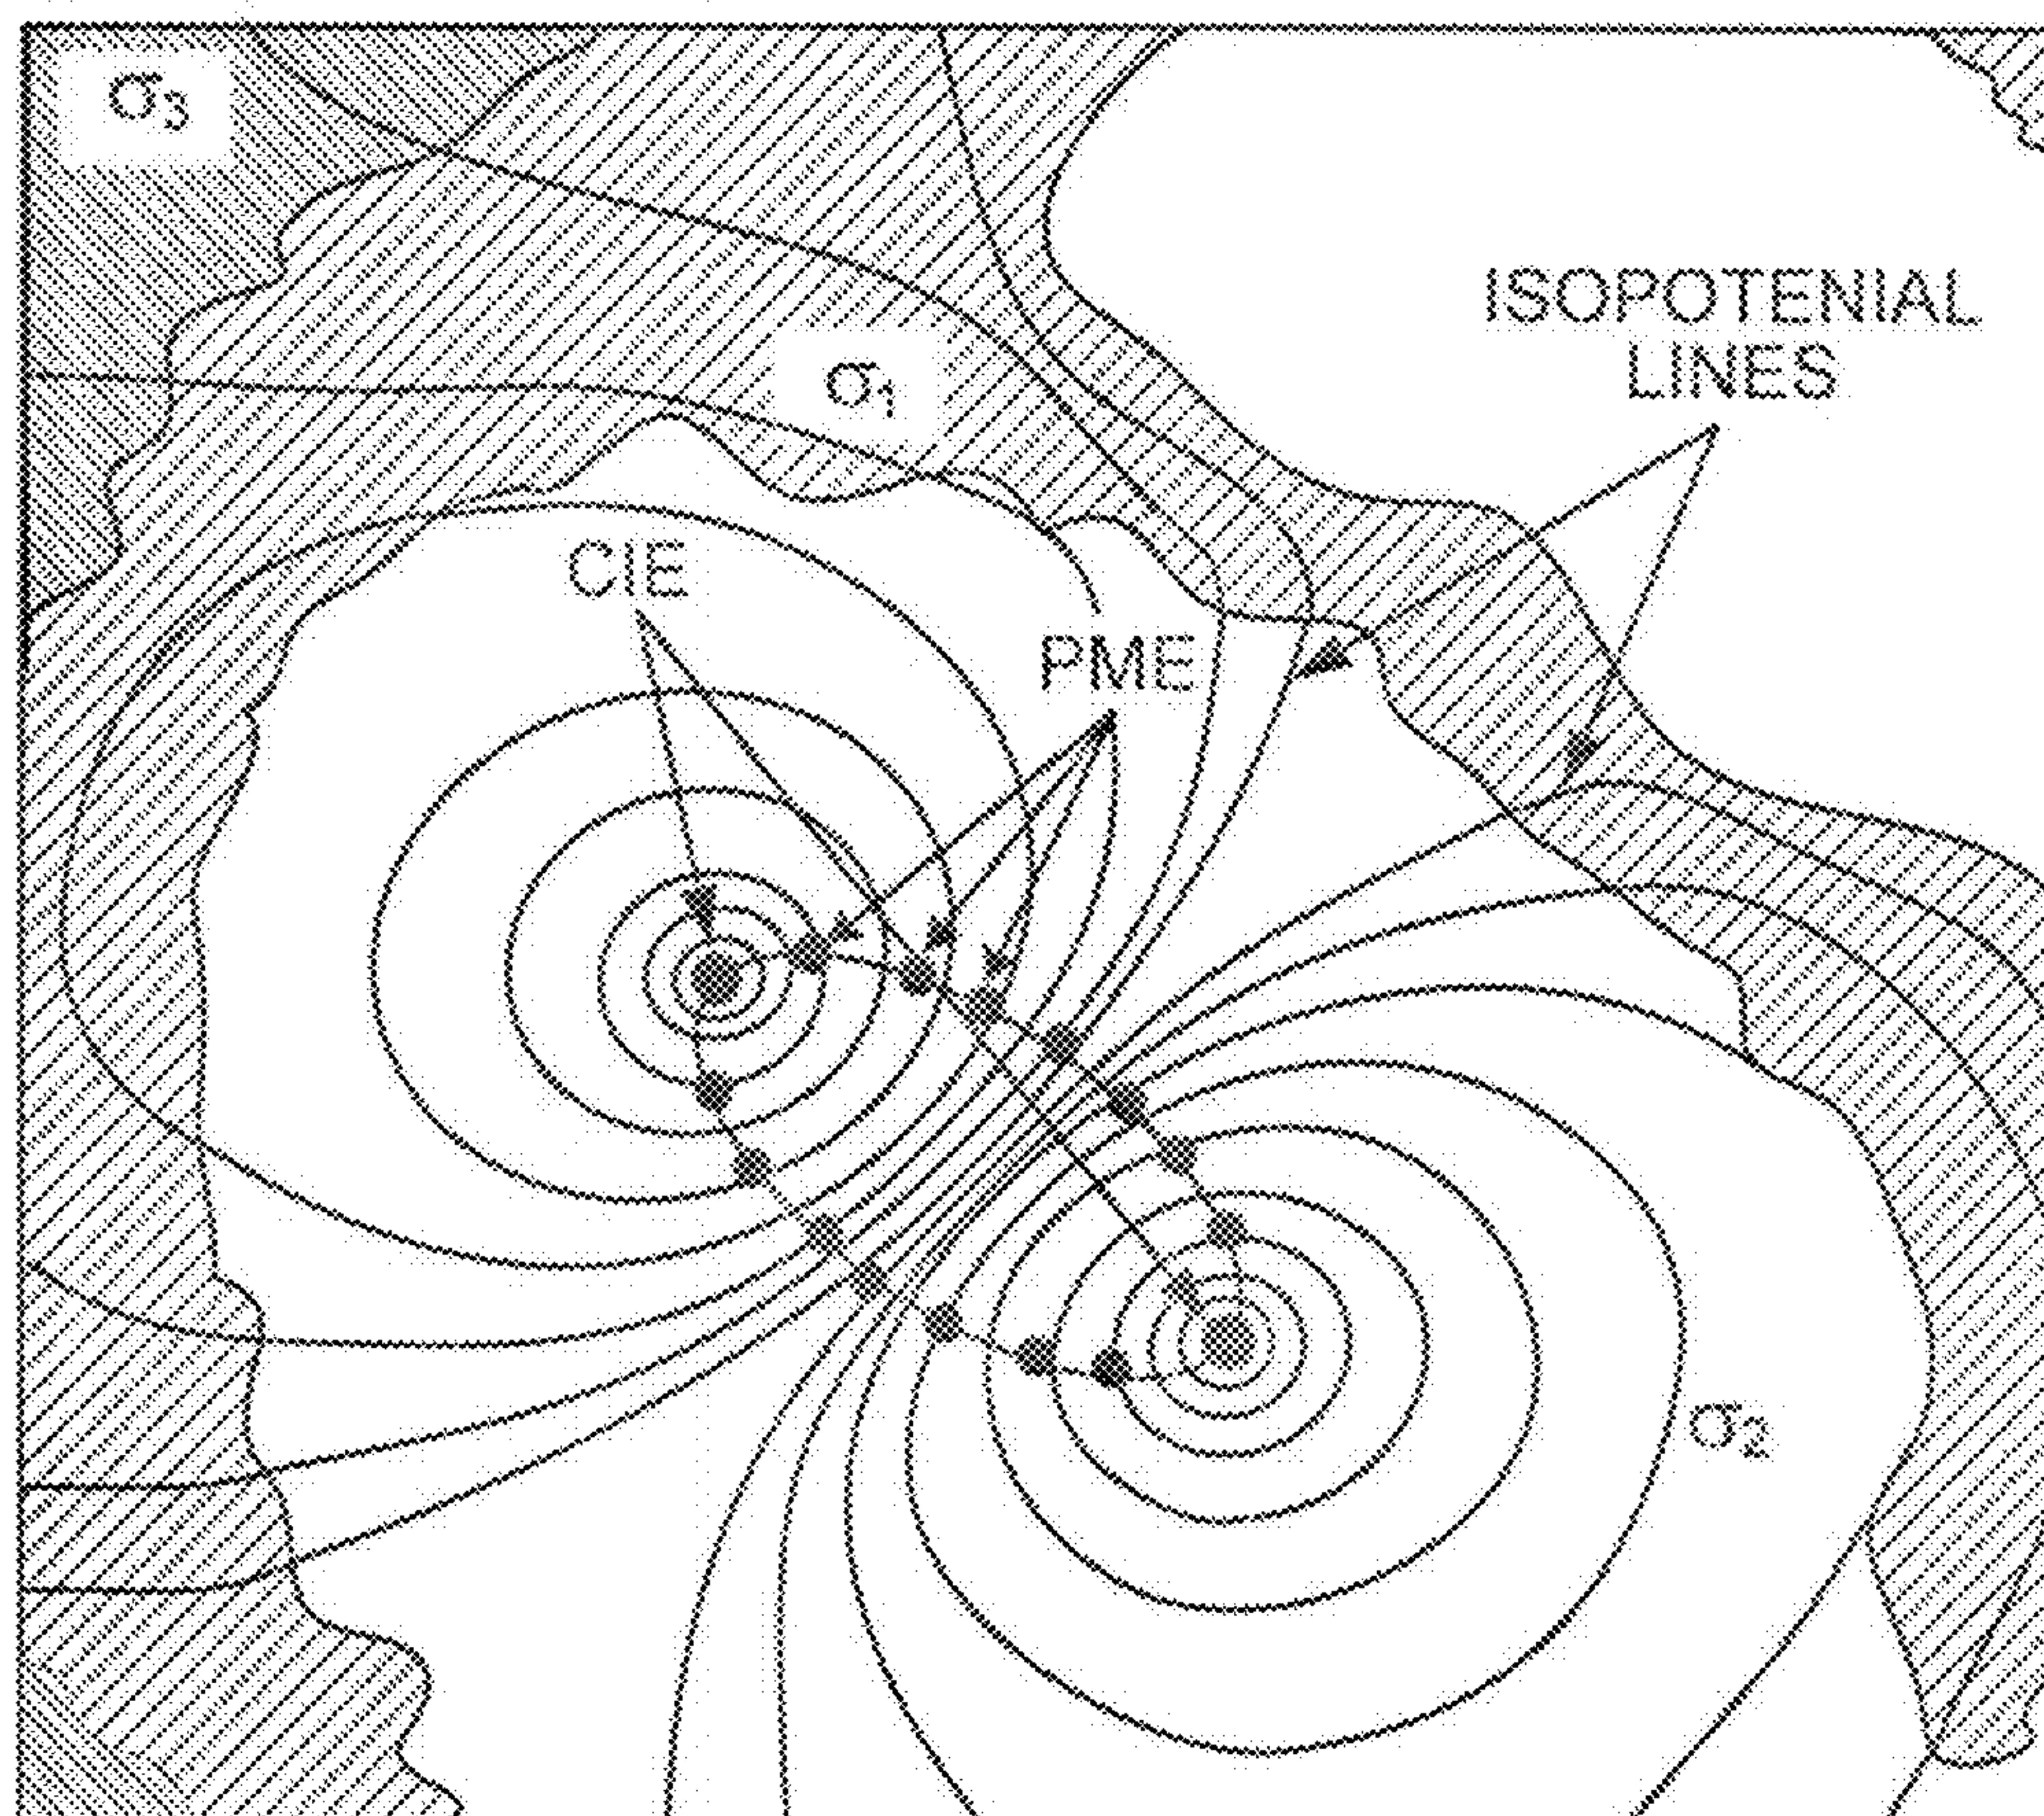 σ3
ISOPOTENIAL
LINES
σ1
CIE
PME
σ2